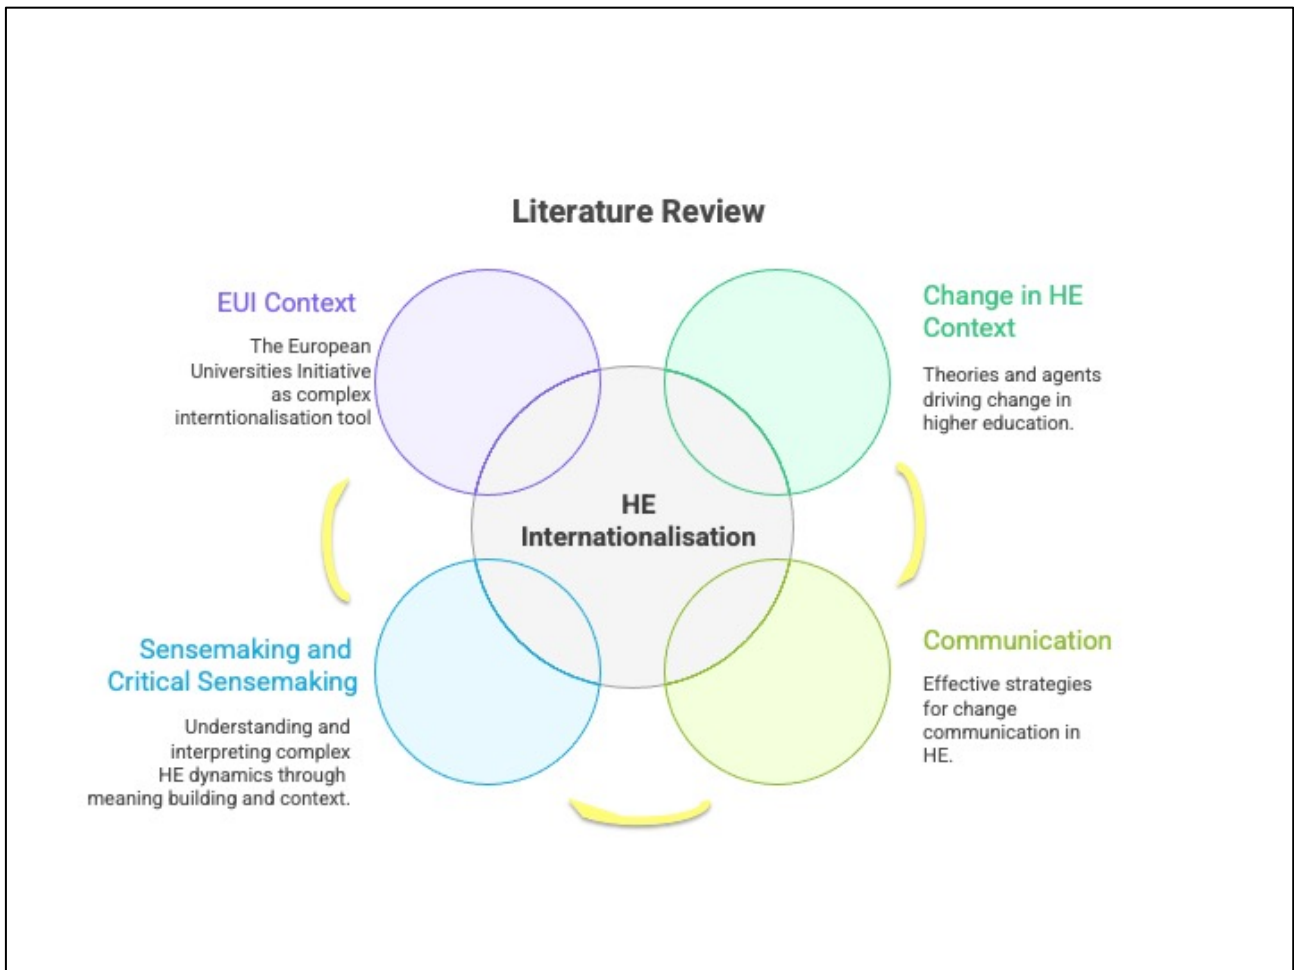 Literature Review
EUI Context
The European
Universities Initiative
as complex
interntionalisation tool
Change in HE
Context
Theories and agents
driving change in
higher education.
HE
Internationalisation
Sensemaking and
Critical Sensemaking
Understanding and
interpreting complex
HE dynamics through
meaning building and context.
Communication
Effective strategies
for change
communication in
HE.